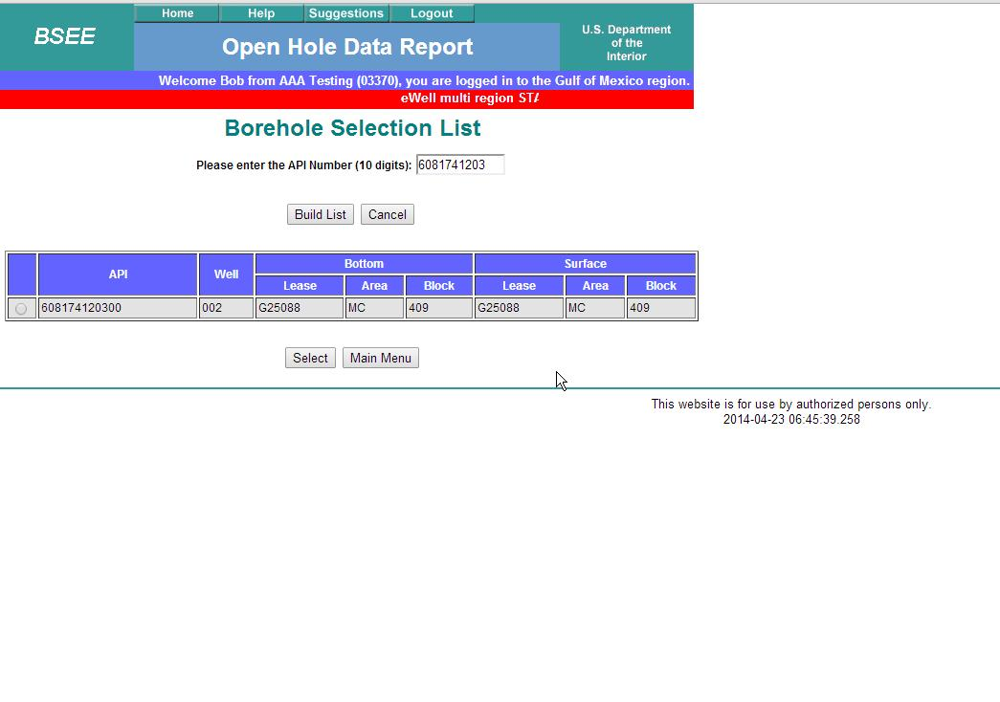 Home Help Suggestions Logout
BSEE
Open Hole Data Report
U.S. Department
of the
Interior
Welcome Bob from AAA Testing (03370), you are logged in to the Gulf of Mexico region.
eWell multi region
Borehole Selection List
Please enter the API Number (10 digits): 6081741203
Build List Cancel
API Well Bottom Surface
Lease Area Block Lease Area Block
608174120300 002 G25088 MC 409 G25088 MC 409
Select Main Menu
This website is for use by authorized persons only.
2014-04-23 06:45:39.258